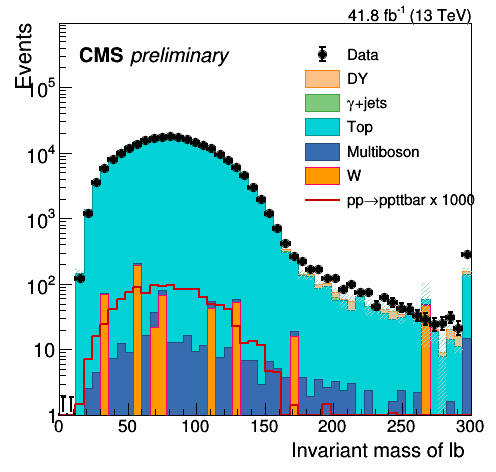 41.8 fb⁻¹ (13 TeV)
Events
CMS preliminary
Data
DY
γ+jets
Top
Multiboson
W
pp→ppttbar x 1000
10⁵
10⁴
10³
10²
10
1
0 50 100 150 200 250 300
Invariant mass of lb